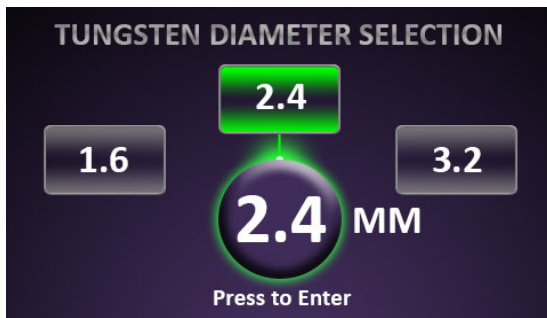 TUNGSTEN DIAMETER SELECTION
2.4
1.6
3.2
2.4 MM
Press to Enter